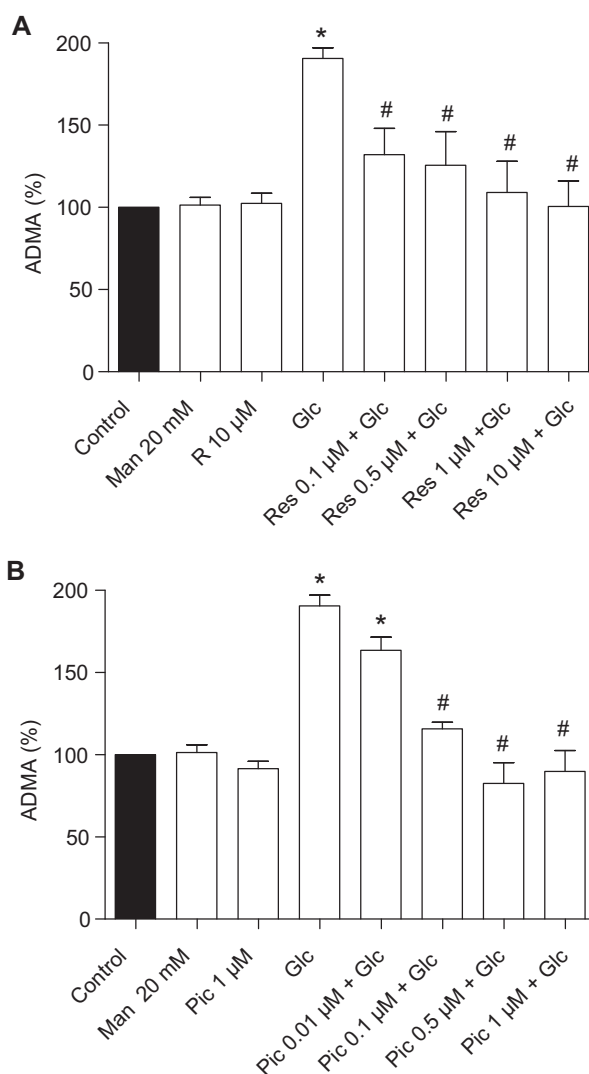 A
200
150
100
50
0
ADMA (%)
*
#
#
#
#
Control
Man 20 mM
R 10 µM
Glc
Res 0.1 µM + Glc
Res 0.5 µM + Glc
Res 1 µM +Glc
Res 10 µM + Glc
B
200
150
100
50
0
ADMA (%)
*
*
#
#
#
Control
Man 20 mM
Pic 1 µM
Glc
Pic 0.01 µM + Glc
Pic 0.1 µM + Glc
Pic 0.5 µM + Glc
Pic 1 µM + Glc